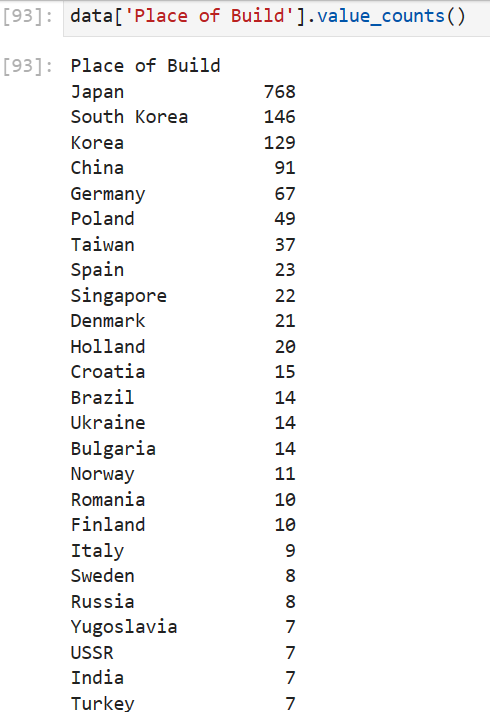 [93]: data['Place of Build'].value_counts()
[93]: Place of Build
Japan 768
South Korea 146
Korea 129
China 91
Germany 67
Poland 49
Taiwan 37
Spain 23
Singapore 22
Denmark 21
Holland 20
Croatia 15
Brazil 14
Ukraine 14
Bulgaria 14
Norway 11
Romania 10
Finland 10
Italy 9
Sweden 8
Russia 8
Yugoslavia 7
USSR 7
India 7
Turkey 7